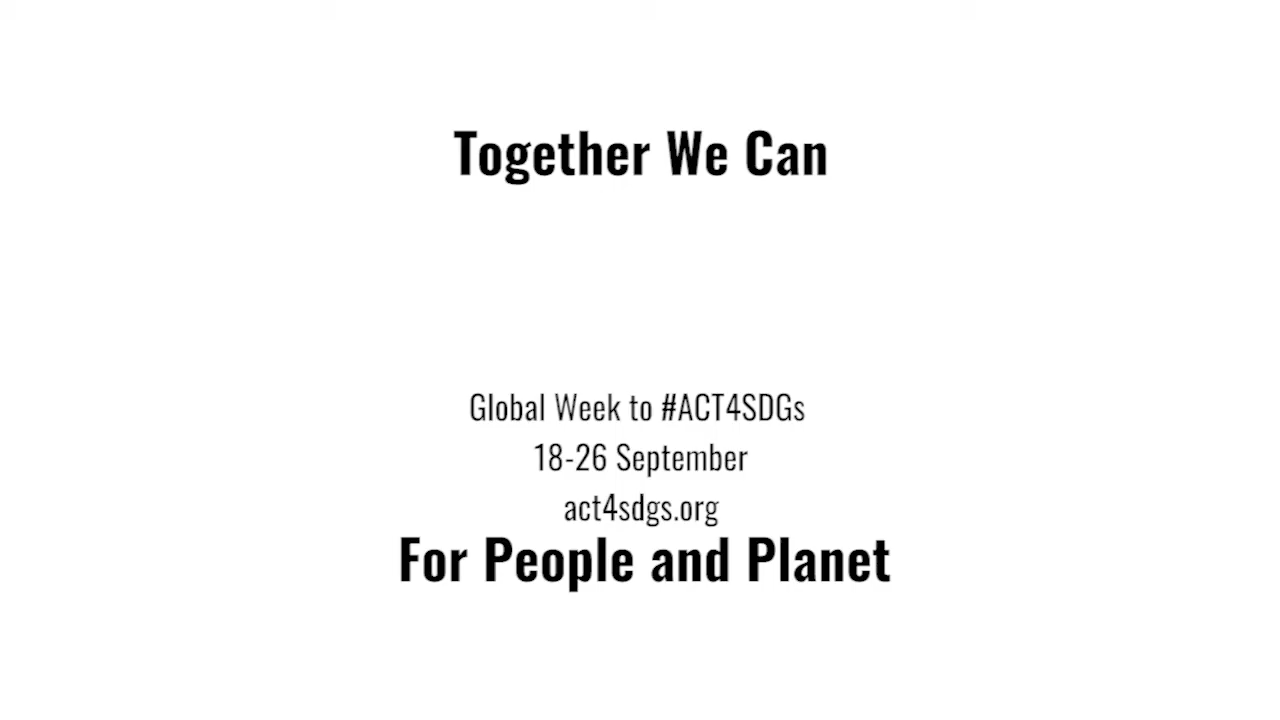 Together We Can
Global Week to #ACT4SDGs
18-26 September
act4sdgs.org
For People and Planet